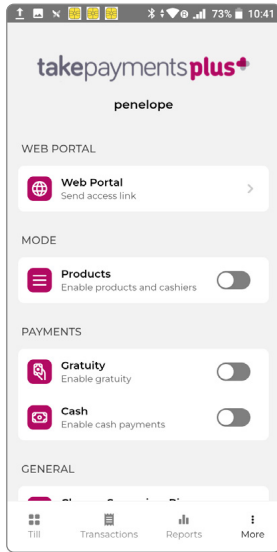 73% 10:41
takepaymentsplus
penelope
WEB PORTAL
Web Portal
Send access link
MODE
Products
Enable products and cashiers
PAYMENTS
Gratuity
Enable gratuity
Cash
Enable cash payments
GENERAL
Till
Transactions
Reports
More